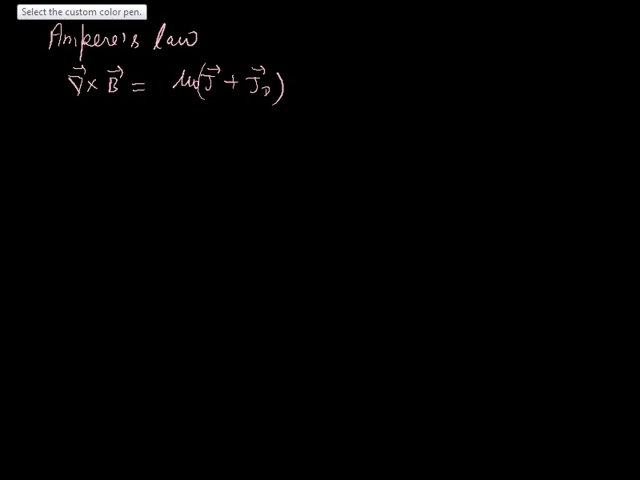 Select the custom color pen.
Ampere's law
∇⃗ × B⃗ = μ₀(J⃗ + J⃗_D)